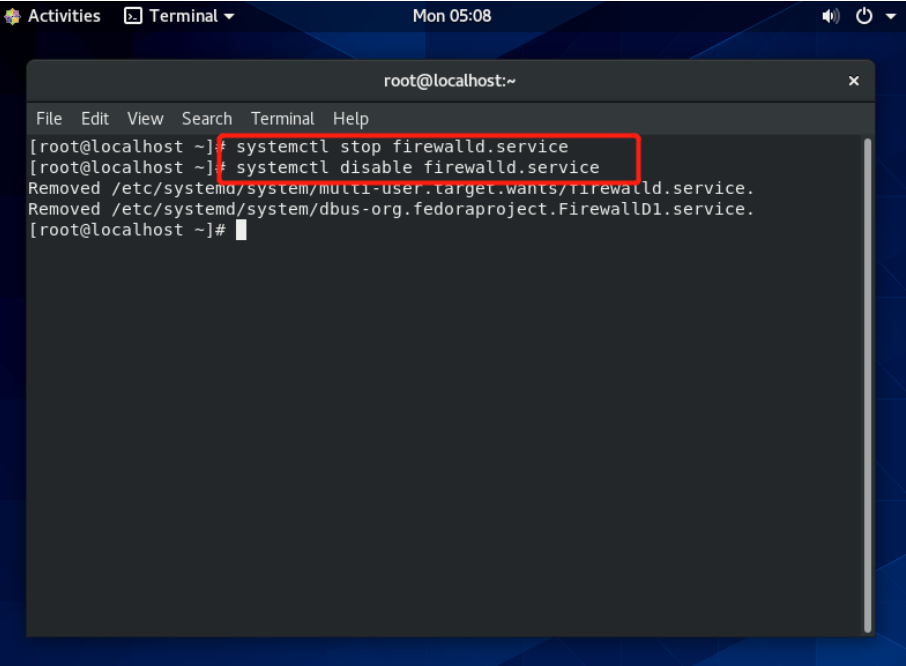 Activities Terminal Mon 05:08
root@localhost:~ ×
File Edit View Search Terminal Help
[root@localhost ~]# systemctl stop firewalld.service
[root@localhost ~]# systemctl disable firewalld.service
Removed /etc/systemd/system/multi-user.target.wants/firewalld.service.
Removed /etc/systemd/system/dbus-org.fedoraproject.FirewallD1.service.
[root@localhost ~]#